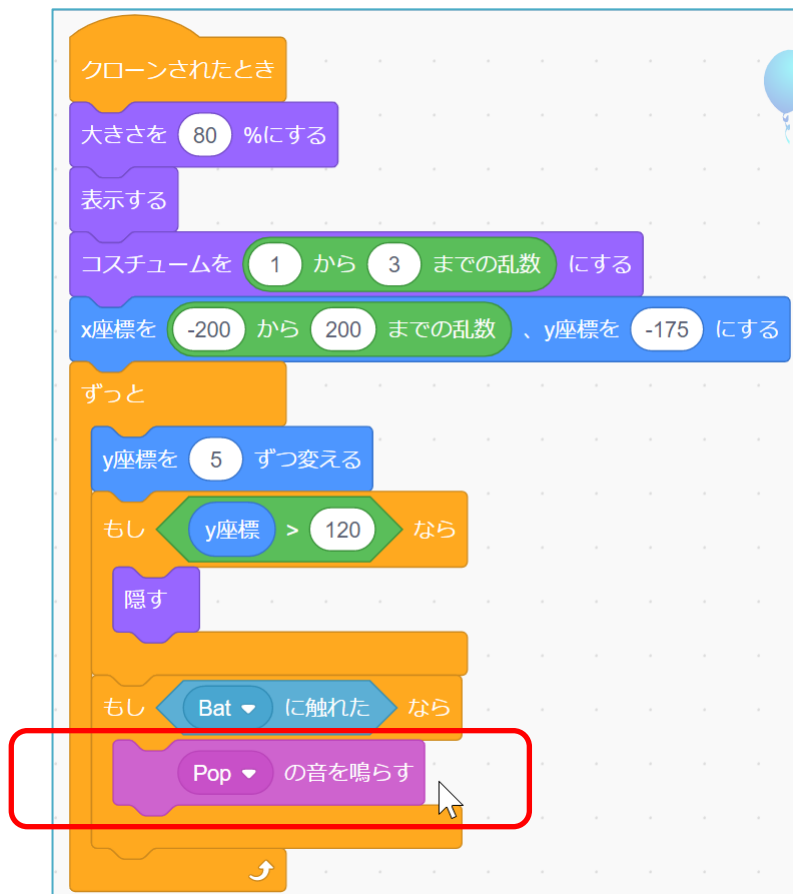 クローンされたとき
大きさを 80 %にする
表示する
コスチュームを 1 から 3 までの乱数 にする
x座標を -200 から 200 までの乱数 、y座標を -175 にする
ずっと
y座標を 5 ずつ変える
もし y座標 > 120 なら
隠す
もし Bat に触れた なら
Pop の音を鳴らす